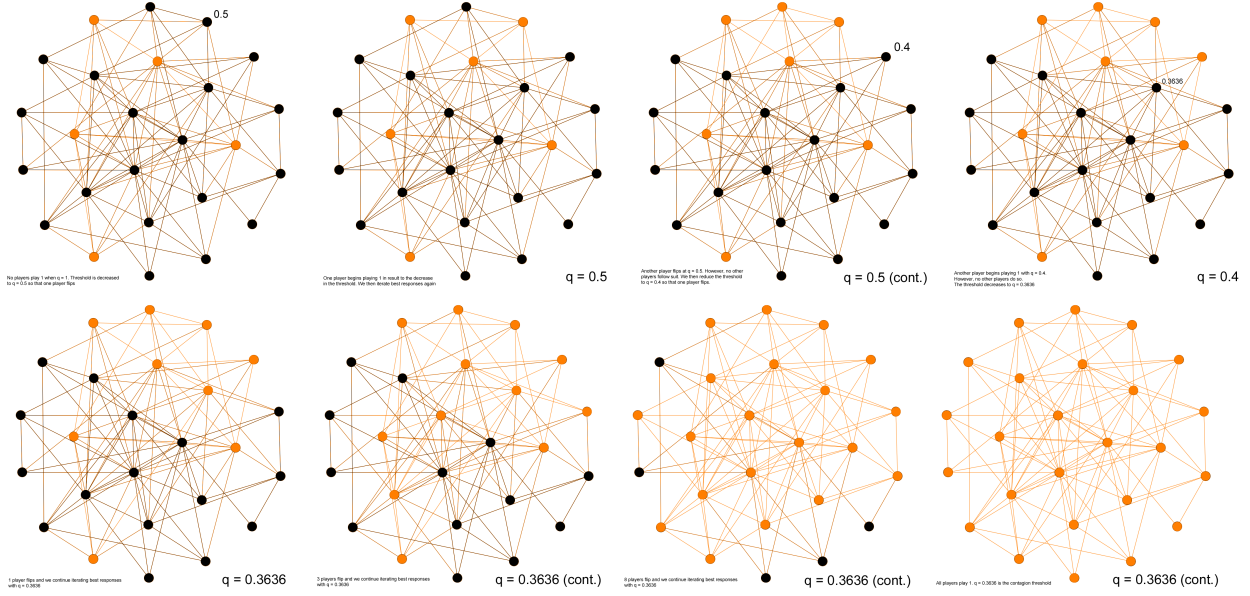 0.5
No players play 1 when q = 1. Threshold is decreased
to q = 0.5 so that one player flips
One player begins playing 1 in result to the decreses
in the threshold. We then iterate best responses again
q = 0.5
0.4
Another player flips at q = 0.5. However, no other
players follow suit. We then reduce the threshold
to q = 0.4 so that one player flips.
q = 0.5 (cont.)
0.3636
Another player begins playing 1 with q = 0.4.
However, no other players do so.
The threshold decreases to q = 0.3636
q = 0.4
1 player flips and we continue iterating best responses
with q = 0.3636
q = 0.3636
3 players flip and we continue iterating best responses
with q = 0.3636
q = 0.3636 (cont.)
8 players flip and we continue iterating best responses
with q = 0.3636
q = 0.3636 (cont.)
All players play 1. q = 0.3636 is the contagion threshold
q = 0.3636 (cont.)